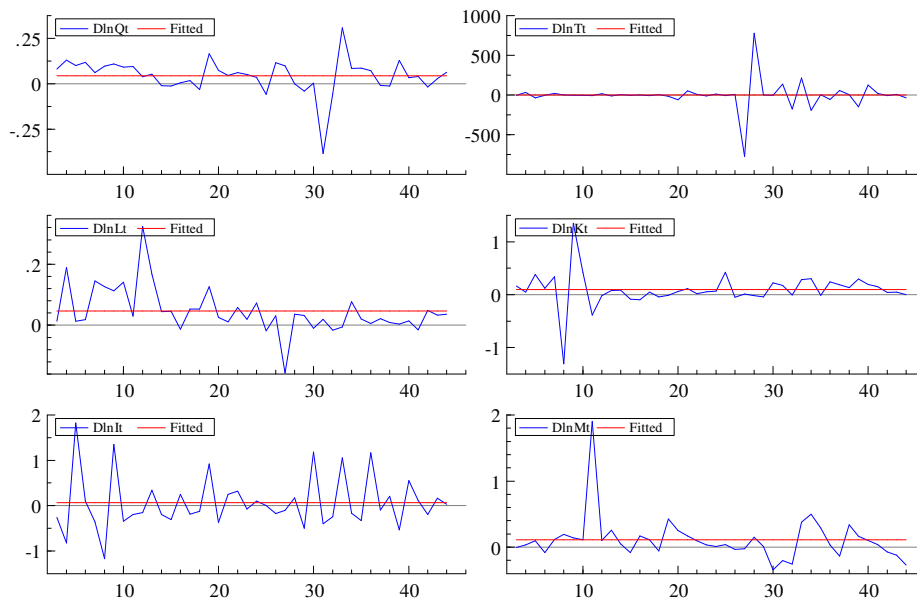 DlnQt Fitted
.25
0
-.25
10 20 30 40
DlnTt Fitted
1000
500
0
-500
10 20 30 40
DlnLt Fitted
.2
0
10 20 30 40
DlnKt Fitted
1
0
-1
10 20 30 40
DlnIt Fitted
2
1
0
-1
10 20 30 40
DlnMt Fitted
2
1
0
10 20 30 40